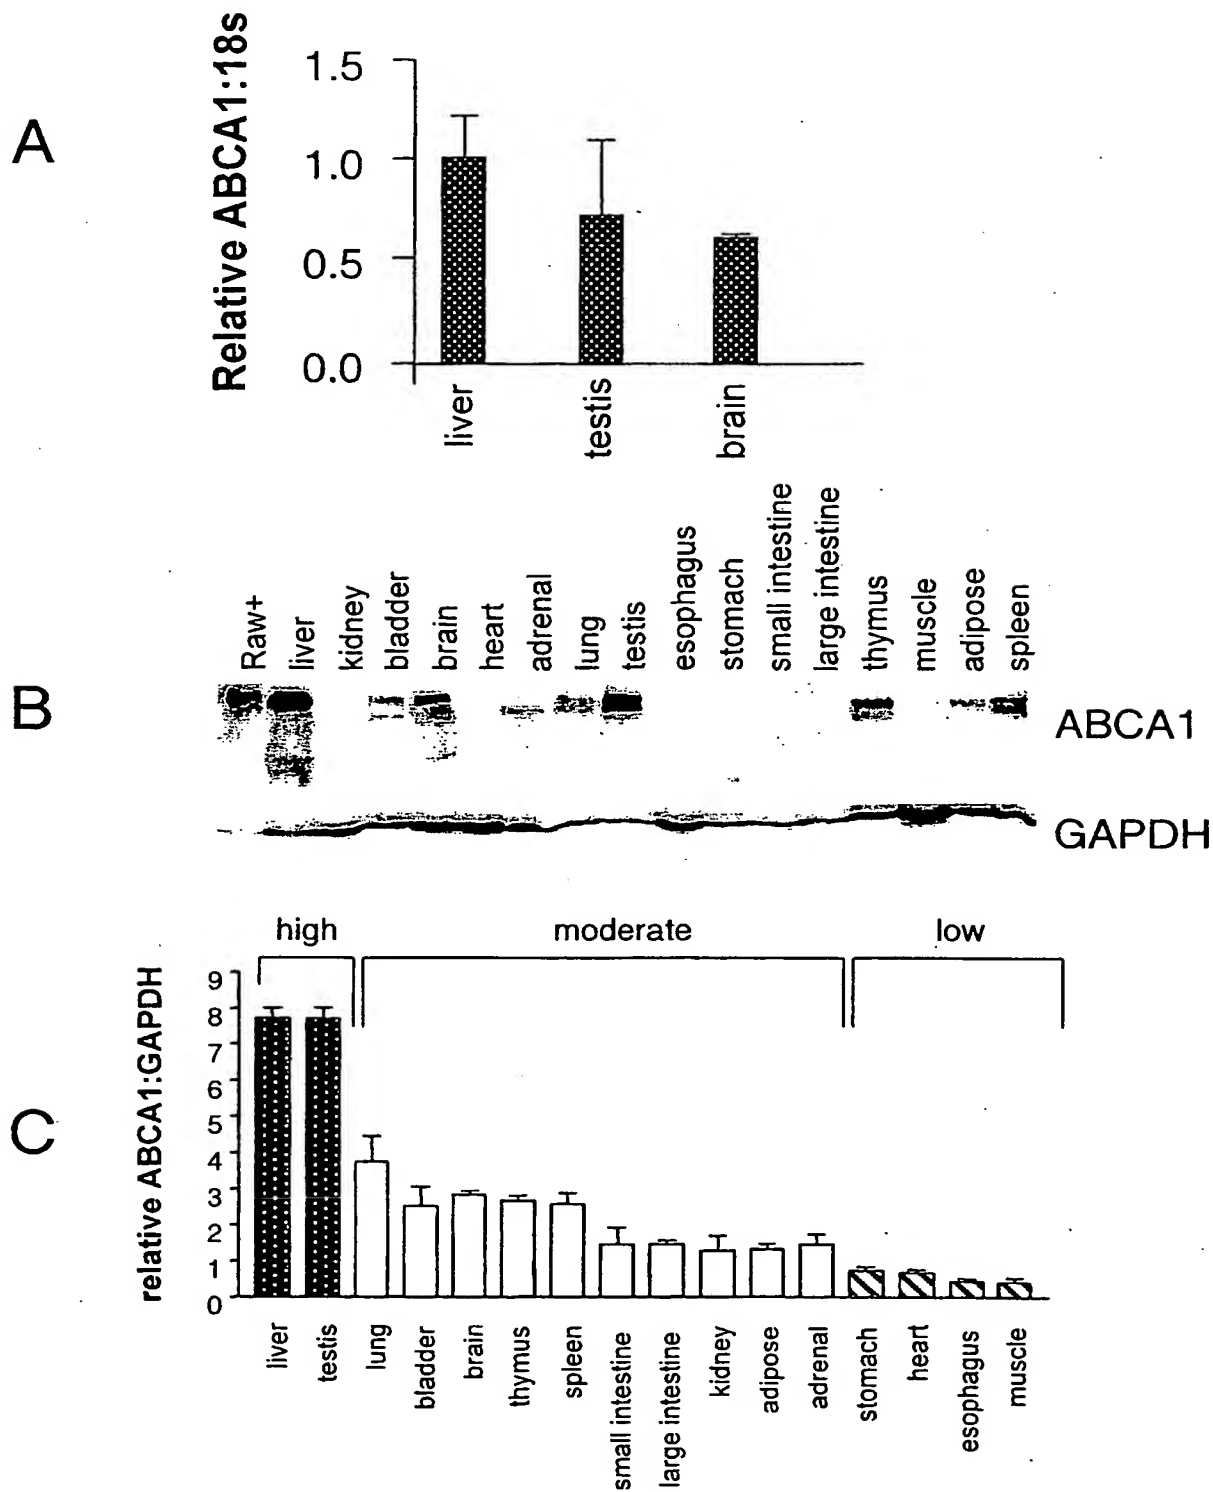 A
Relative ABCA1:18s
1.5
1.0
0.5
0.0
liver
testis
brain
B
Raw+
liver
kidney
bladder
brain
heart
adrenal
lung
testis
esophagus
stomach
small intestine
large intestine
thymus
muscle
adipose
spleen
ABCA1
GAPDH
C
high
moderate
low
relative ABCA1:GAPDH
9
8
7
6
5
4
3
2
1
0
liver
testis
lung
bladder
brain
thymus
spleen
small intestine
large intestine
kidney
adipose
adrenal
stomach
heart
esophagus
muscle